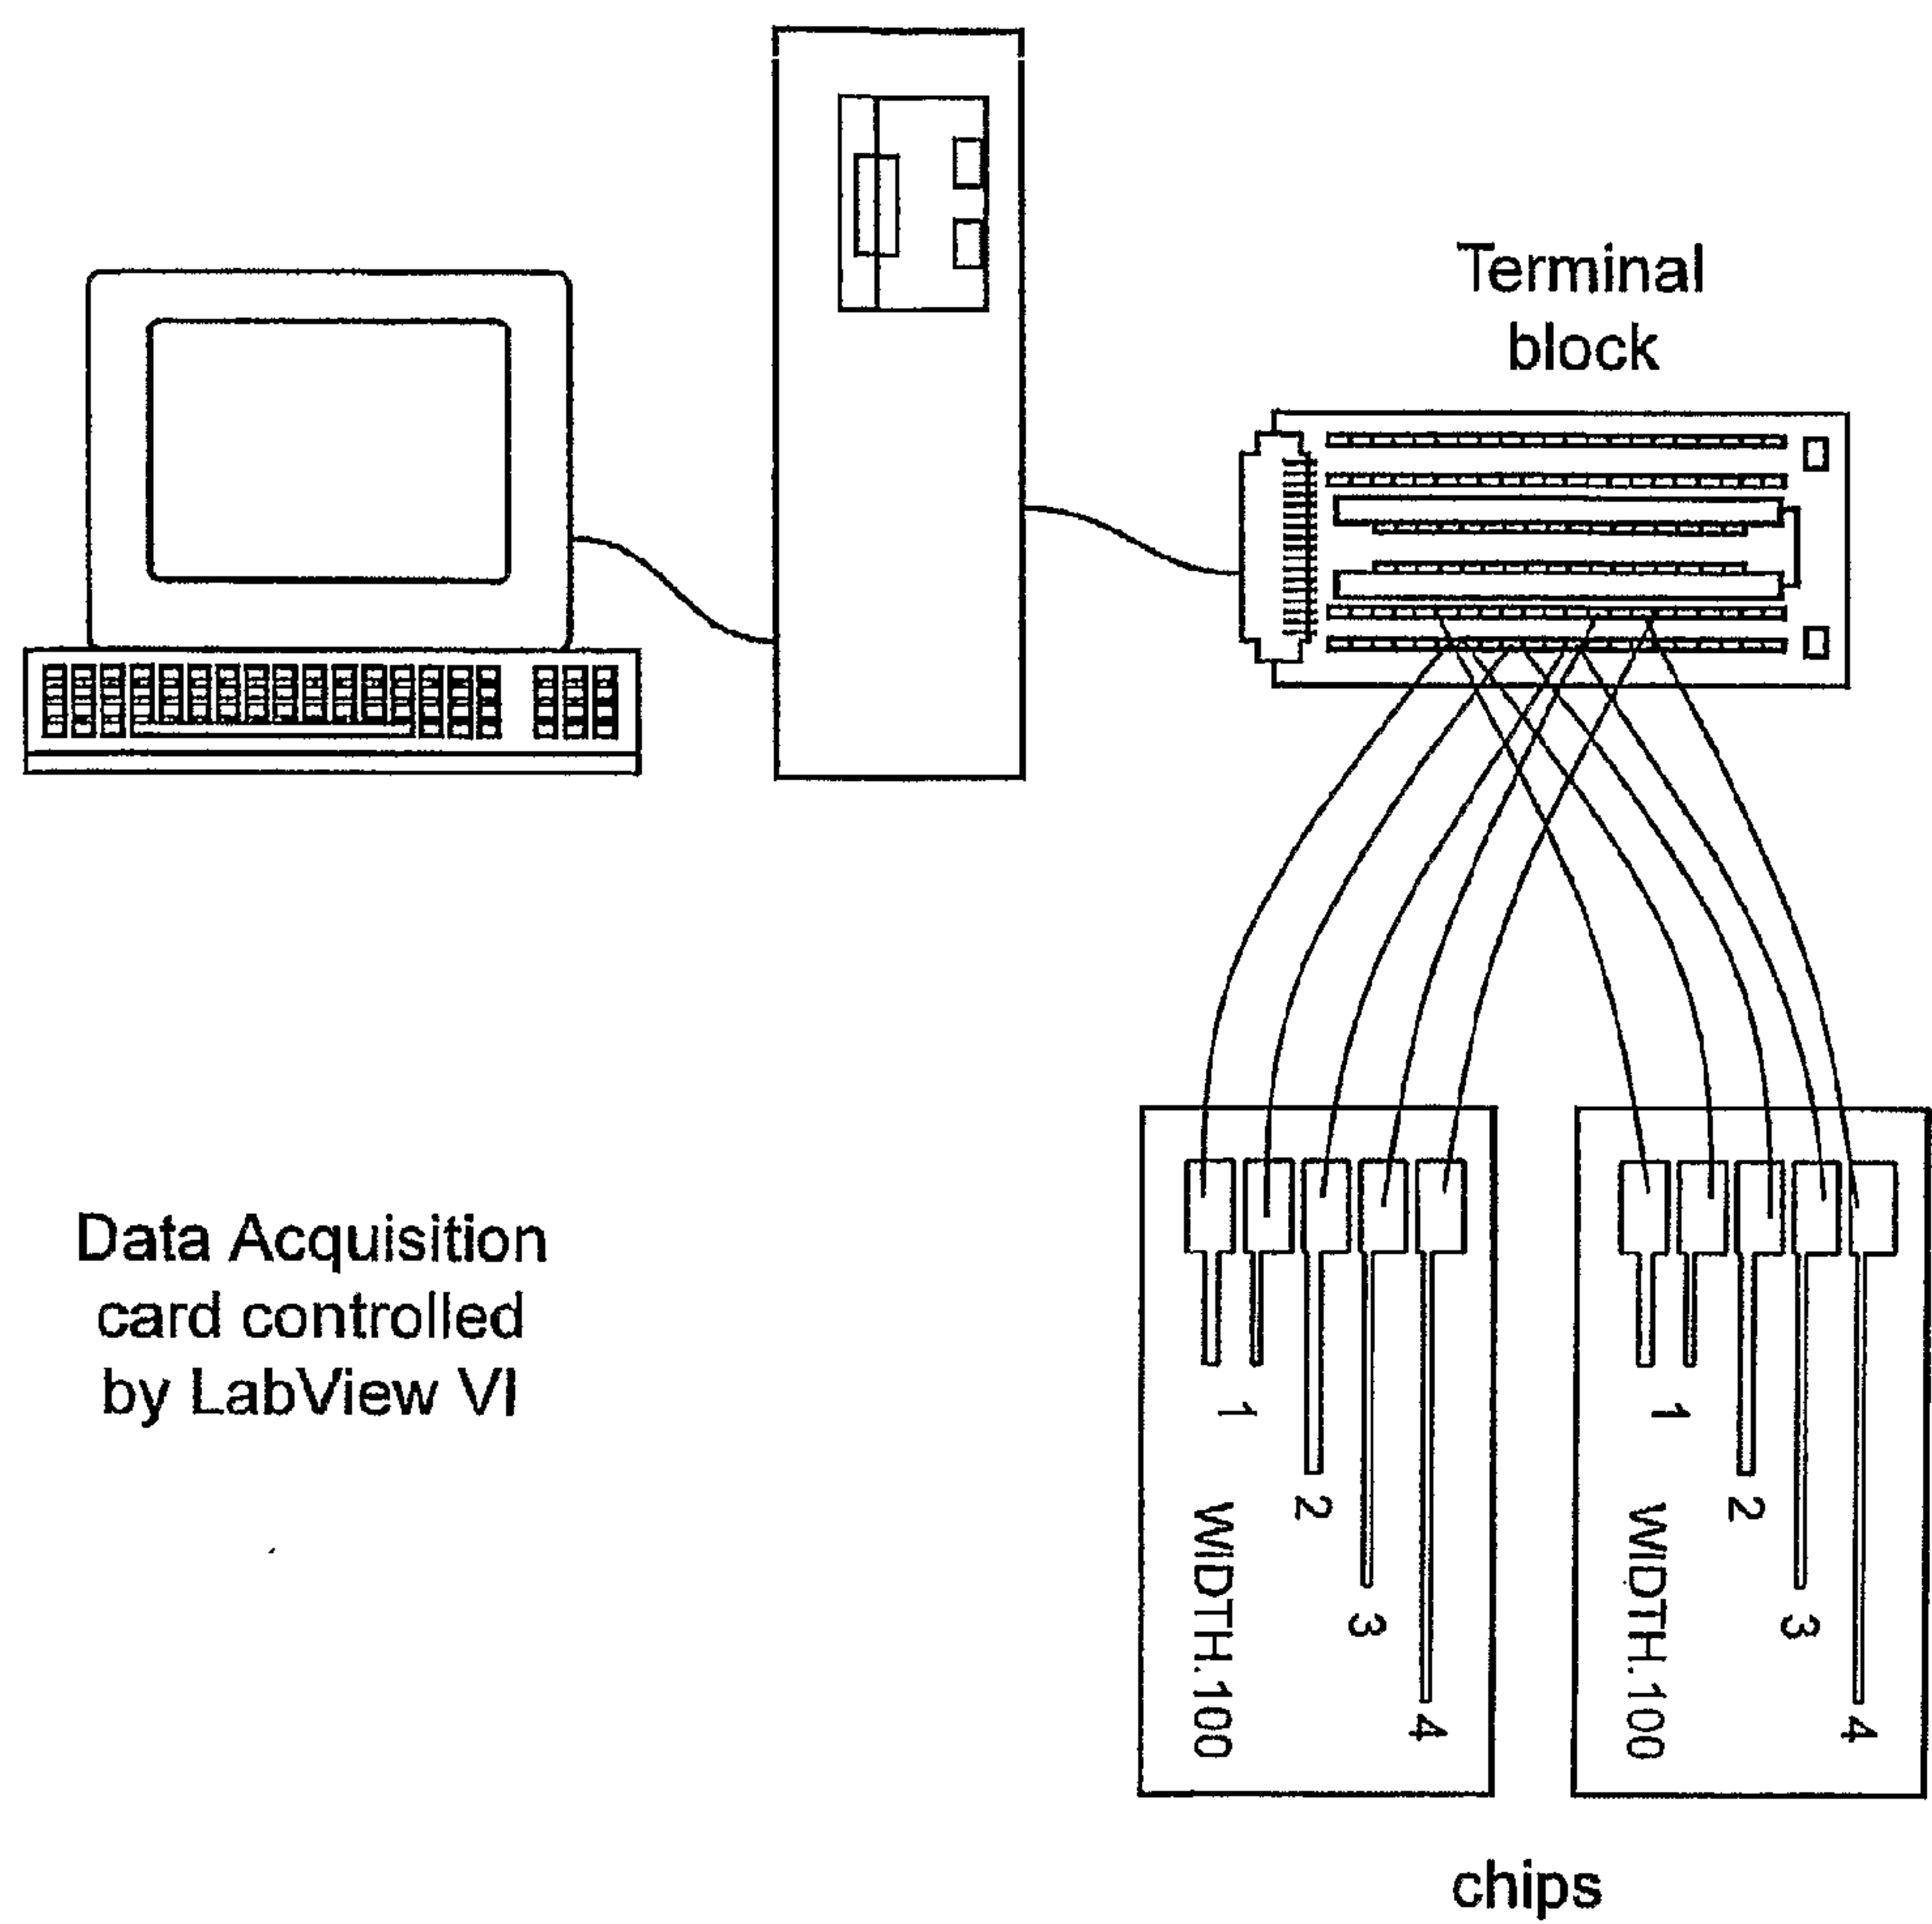 Terminal
block
Data Acquisition
card controlled
by LabView VI
1
2
3
4
WIDTH.100
1
2
3
4
WIDTH.100
chips